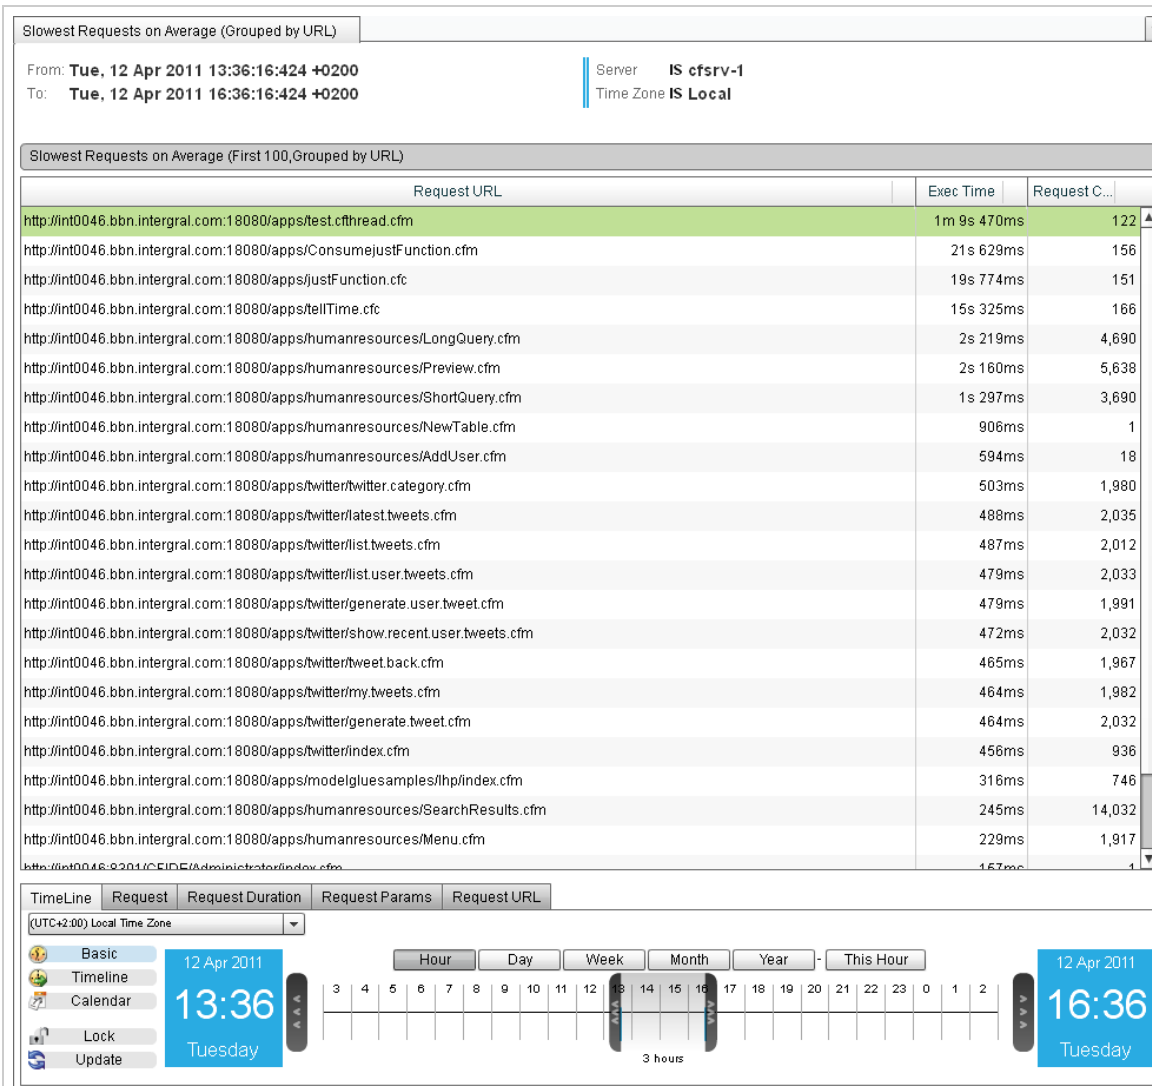 Slowest Requests on Average (Grouped by URL)
From: Tue, 12 Apr 2011 13:36:16:424 +0200
To: Tue, 12 Apr 2011 16:36:16:424 +0200
Server IS cfsrv-1
Time Zone IS Local
Slowest Requests on Average (First 100,Grouped by URL)
Request URL Exec Time Request C...
http://int0046.bbn.intergral.com:18080/apps/test.cfthread.cfm 1m 9s 470ms 122
http://int0046.bbn.intergral.com:18080/apps/ConsumejustFunction.cfm 21s 629ms 156
http://int0046.bbn.intergral.com:18080/apps/justFunction.cfc 19s 774ms 151
http://int0046.bbn.intergral.com:18080/apps/tellTime.cfc 15s 325ms 166
http://int0046.bbn.intergral.com:18080/apps/humanresources/LongQuery.cfm 2s 219ms 4,690
http://int0046.bbn.intergral.com:18080/apps/humanresources/Preview.cfm 2s 160ms 5,638
http://int0046.bbn.intergral.com:18080/apps/humanresources/ShortQuery.cfm 1s 297ms 3,690
http://int0046.bbn.intergral.com:18080/apps/humanresources/NewTable.cfm 906ms 1
http://int0046.bbn.intergral.com:18080/apps/humanresources/AddUser.cfm 594ms 18
http://int0046.bbn.intergral.com:18080/apps/twitter/twitter.category.cfm 503ms 1,980
http://int0046.bbn.intergral.com:18080/apps/twitter/latest.tweets.cfm 488ms 2,035
http://int0046.bbn.intergral.com:18080/apps/twitter/list.tweets.cfm 487ms 2,012
http://int0046.bbn.intergral.com:18080/apps/twitter/list.user.tweets.cfm 479ms 2,033
http://int0046.bbn.intergral.com:18080/apps/twitter/generate.user.tweet.cfm 479ms 1,991
http://int0046.bbn.intergral.com:18080/apps/twitter/show.recent.user.tweets.cfm 472ms 2,032
http://int0046.bbn.intergral.com:18080/apps/twitter/tweet.back.cfm 465ms 1,967
http://int0046.bbn.intergral.com:18080/apps/twitter/my.tweets.cfm 464ms 1,982
http://int0046.bbn.intergral.com:18080/apps/twitter/generate.tweet.cfm 464ms 2,032
http://int0046.bbn.intergral.com:18080/apps/twitter/index.cfm 456ms 936
http://int0046.bbn.intergral.com:18080/apps/modelgluesamples/lhp/index.cfm 316ms 746
http://int0046.bbn.intergral.com:18080/apps/humanresources/SearchResults.cfm 245ms 14,032
http://int0046.bbn.intergral.com:18080/apps/humanresources/Menu.cfm 229ms 1,917
http://int0046:8301/CFIDE/Administrator/index.cfm 157ms 1
TimeLine Request Request Duration Request Params Request URL
(UTC+2:00) Local Time Zone
Basic
Timeline
Calendar
Lock
Update
12 Apr 2011
13:36
Tuesday
Hour Day Week Month Year - This Hour
3 4 5 6 7 8 9 10 11 12 13 14 15 16 17 18 19 20 21 22 23 0 1 2
3 hours
12 Apr 2011
16:36
Tuesday